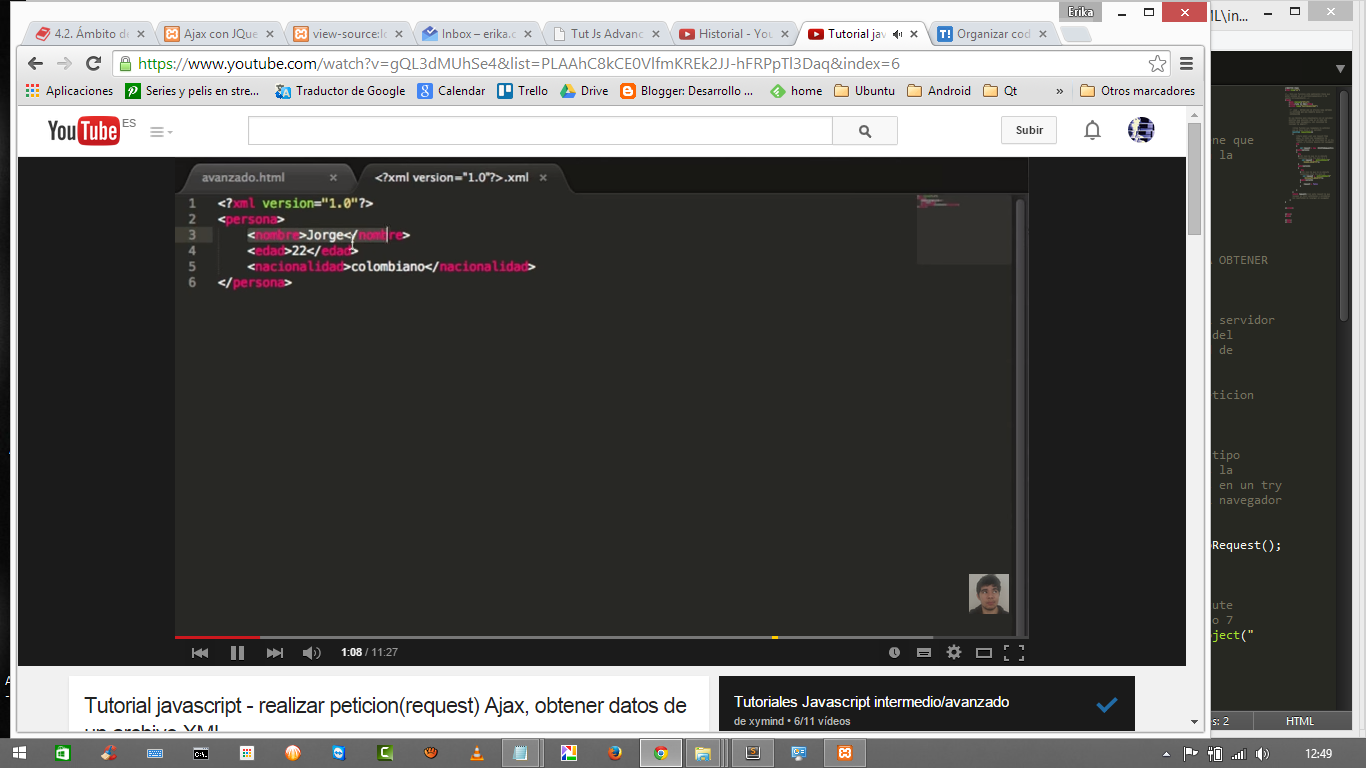 Erika
4.2. Ámbito de
Ajax con JQue
view-source:lo
Inbox – erika.c
Tut Js Advanc
Historial - You
Tutorial jav
Organizar cod
ML\in...
https://www.youtube.com/watch?v=gQL3dMUhSe4&list=PLAAhC8kCE0VlfmKREk2JJ-hFRPpTl3Daq&index=6
Aplicaciones
Series y pelis en stre...
Traductor de Google
Calendar
Trello
Drive
Blogger: Desarrollo ...
home
Ubuntu
Android
Qt
»
Otros marcadores
YouTube ES
Subir
avanzado.html
<?xml version="1.0"?>.xml
1 <?xml version="1.0"?>
2 <persona>
3 <nombre>Jorge</nombre>
4 <edad>22</edad>
5 <nacionalidad>colombiano</nacionalidad>
6 </persona>
1:08 / 11:27
Tutorial javascript - realizar peticion(request) Ajax, obtener datos de
un archivo XML
Tutoriales Javascript intermedio/avanzado
de xymind • 6/11 vídeos
ne que
la
OBTENER
servidor
del
de
ticion
tipo
la
en un try
navegador
Request();
ute
o 7
ject("
s: 2
HTML
12:49